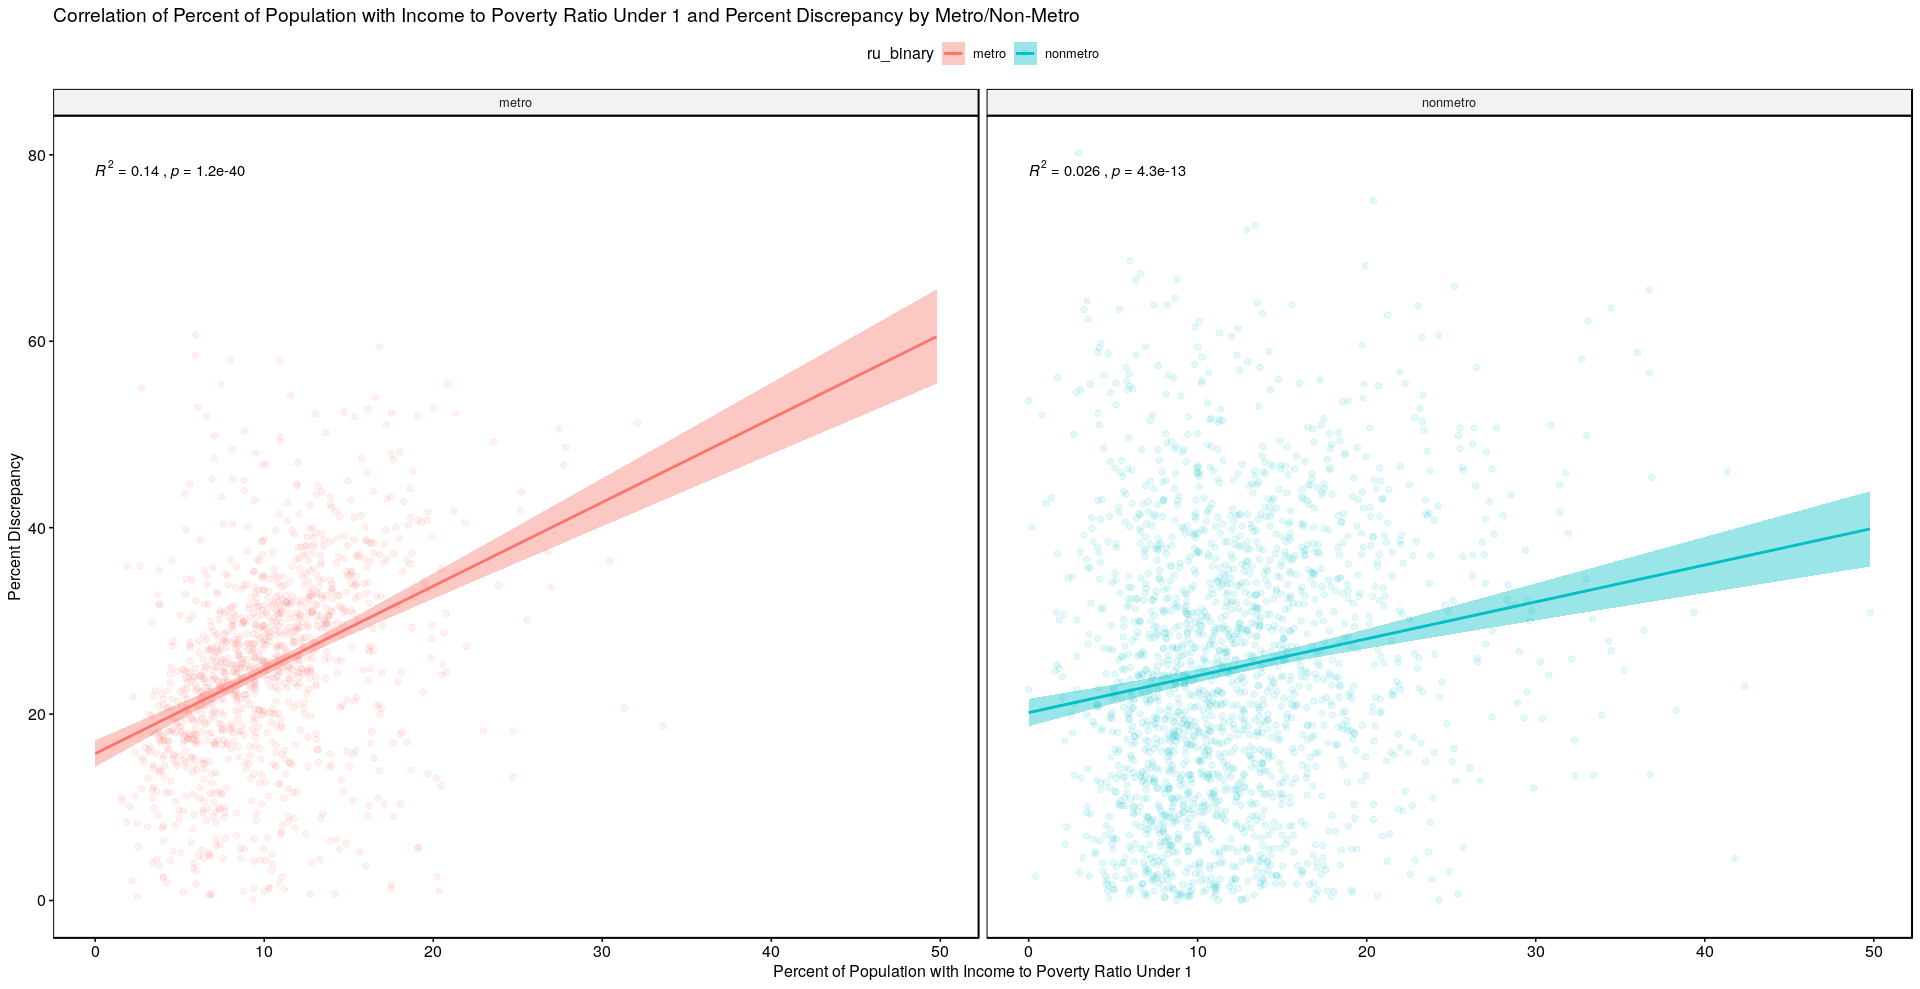 Correlation of Percent of Population with Income to Poverty Ratio Under 1 and Percent Discrepancy by Metro/Non-Metro
ru_binary metro nonmetro
metro
nonmetro
R2 = 0.14 , p = 1.2e-40
R2 = 0.026 , p = 4.3e-13
Percent Discrepancy
80
60
40
20
0
0 10 20 30 40 50
0 10 20 30 40 50
Percent of Population with Income to Poverty Ratio Under 1